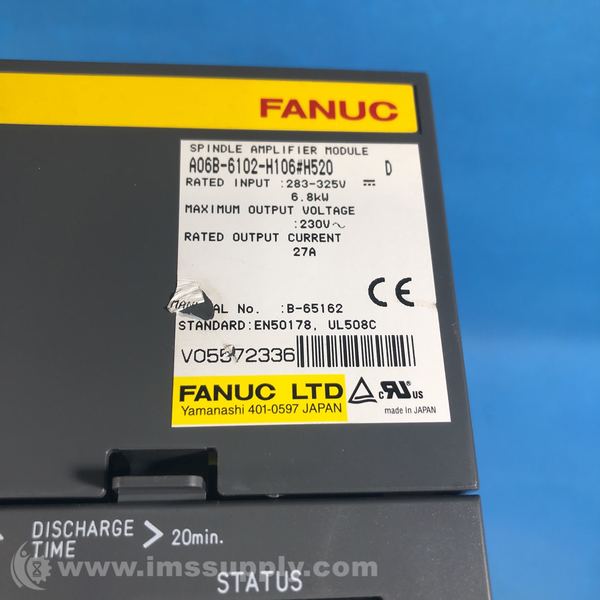 FANUC
SPINDLE AMPLIFIER MODULE
A06B-6102-H106#H520 D
RATED INPUT :283-325V ⎓
6.8kW
MAXIMUM OUTPUT VOLTAGE
:230V～
RATED OUTPUT CURRENT
27A
No. :B-65162
CE
STANDARD:EN50178, UL508C
FANUC LTD
Yamanashi 401-0597 JAPAN
c RU us
made in JAPAN
DISCHARGE > 20min.
TIME
STATUS
© www.imssupply.com